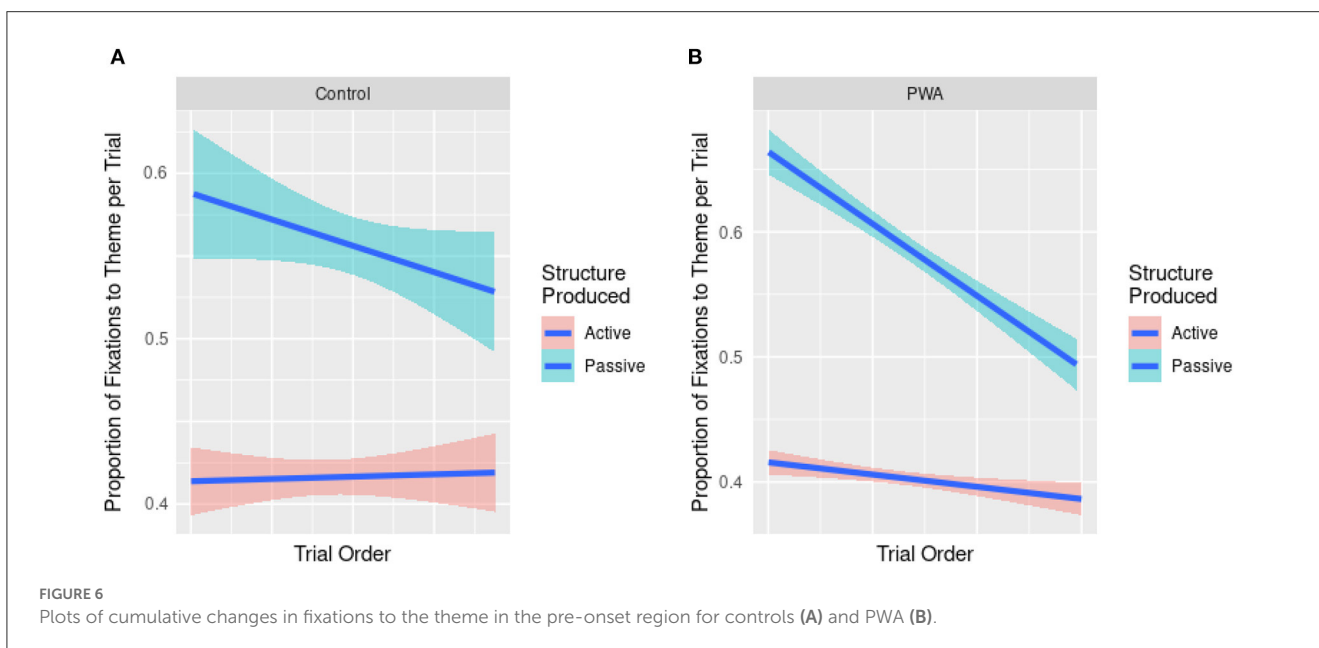 A
Control
Proportion of Fixations to Theme per Trial
0.6
0.5
0.4
Trial Order
Structure
Produced
Active
Passive
B
PWA
Proportion of Fixations to Theme per Trial
0.6
0.5
0.4
Trial Order
Structure
Produced
Active
Passive
FIGURE 6
Plots of cumulative changes in fixations to the theme in the pre-onset region for controls (A) and PWA (B).